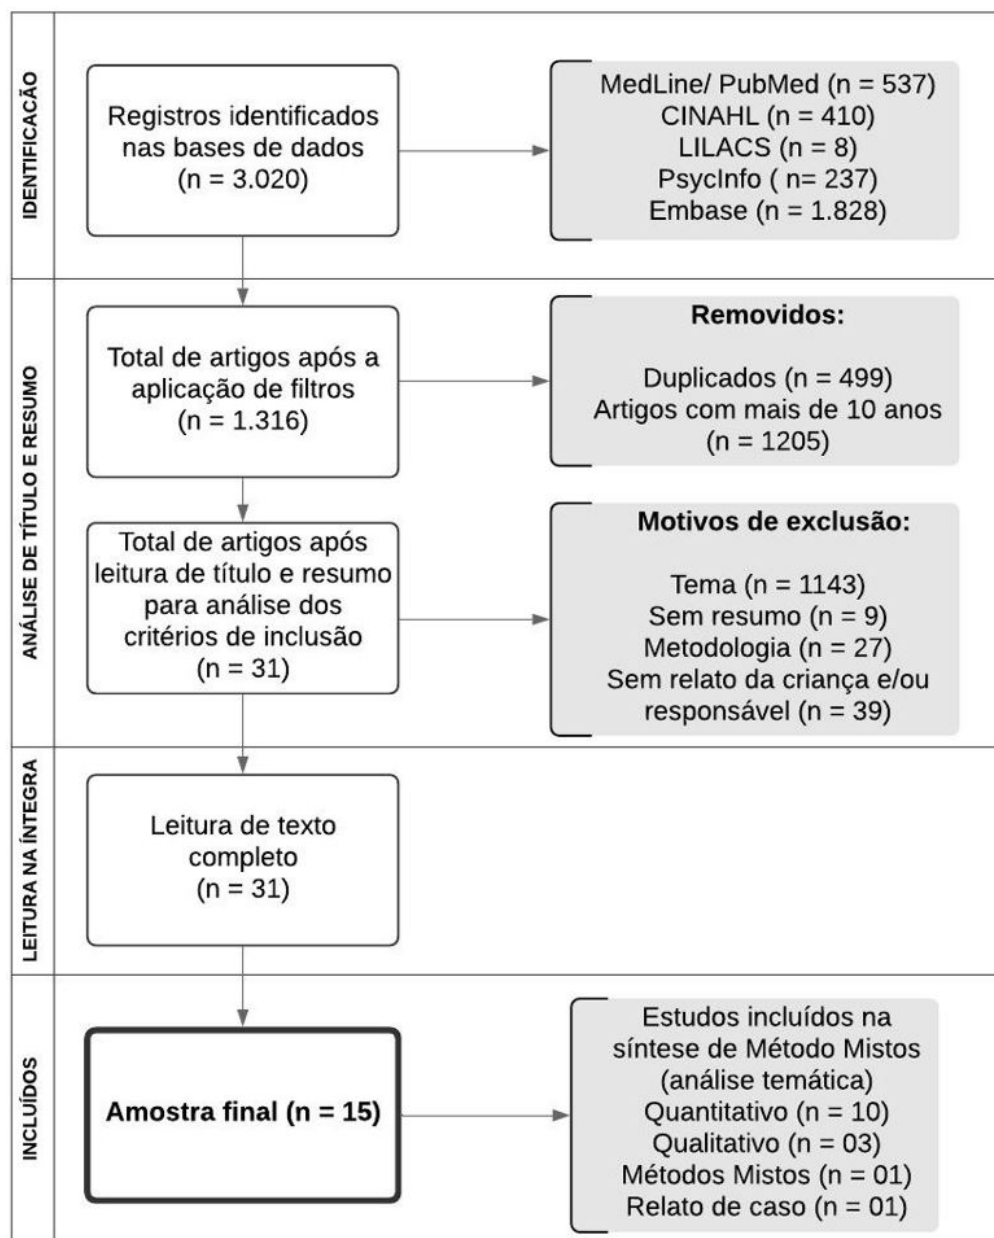 IDENTIFICACÃO
Registros identificados
nas bases de dados
(n = 3.020)
MedLine/ PubMed (n = 537)
CINAHL (n = 410)
LILACS (n = 8)
PsycInfo ( n= 237)
Embase (n = 1.828)
ANÁLISE DE TÍTULO E RESUMO
Total de artigos após a
aplicação de filtros
(n = 1.316)
Removidos:
Duplicados (n = 499)
Artigos com mais de 10 anos
(n = 1205)
Total de artigos após
leitura de título e resumo
para análise dos
critérios de inclusão
(n = 31)
Motivos de exclusão:
Tema (n = 1143)
Sem resumo (n = 9)
Metodologia (n = 27)
Sem relato da criança e/ou
responsável (n = 39)
LEITURA NA ÍNTEGRA
Leitura de texto
completo
(n = 31)
INCLUÍDOS
Amostra final (n = 15)
Estudos incluídos na
síntese de Método Mistos
(análise temática)
Quantitativo (n = 10)
Qualitativo (n = 03)
Métodos Mistos (n = 01)
Relato de caso (n = 01)